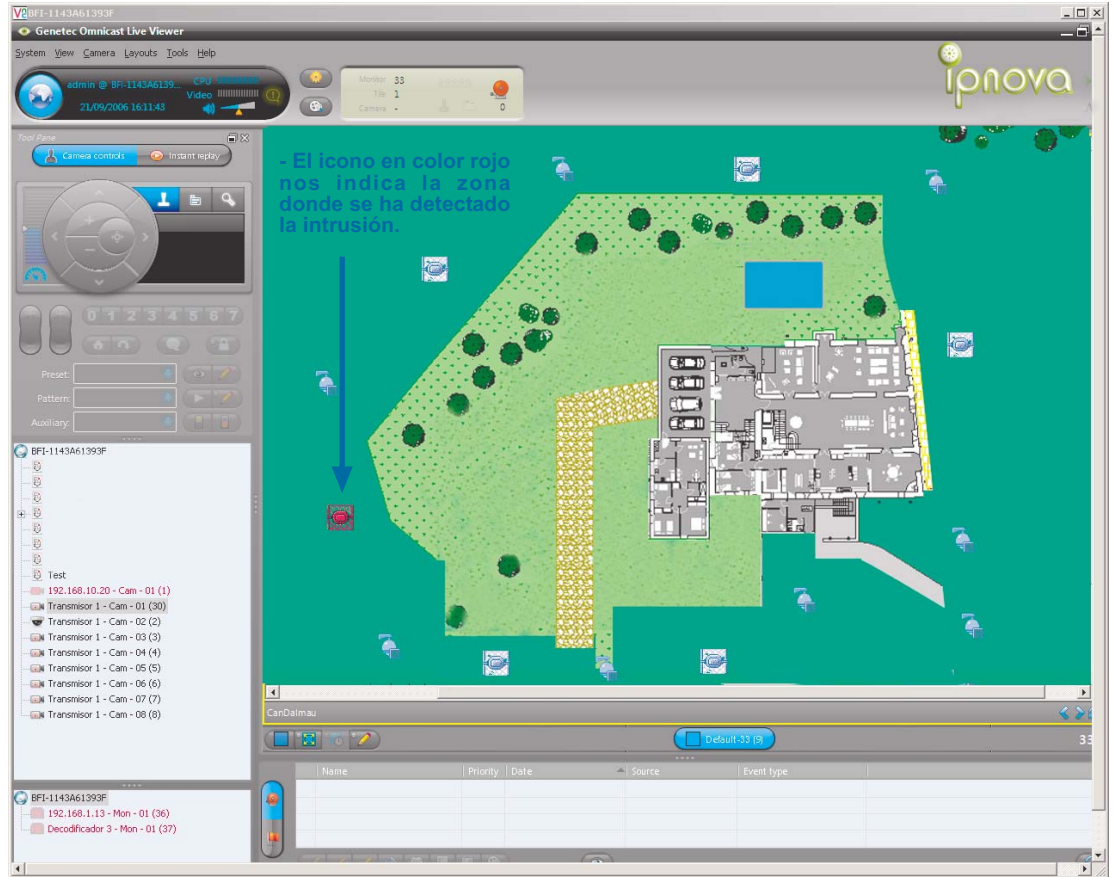 BFI-1143A61393F
Genetec Omnicast Live Viewer
System View Camera Layouts Tools Help
admin @ BFI-1143A6139...
CPU
Video
21/09/2006 16:11:43
Monitor 33
Tile 1
Camera -
0
ipnova
Tool Pane
Camera controls
Instant replay
- El icono en color rojo
nos indica la zona
donde se ha detectado
la intrusión.
0 1 2 3 4 5 6 7
Preset:
Pattern:
Auxiliary:
BFI-1143A61393F
Test
192.168.10.20 - Cam - 01 (1)
Transmisor 1 - Cam - 01 (30)
Transmisor 1 - Cam - 02 (2)
Transmisor 1 - Cam - 03 (3)
Transmisor 1 - Cam - 04 (4)
Transmisor 1 - Cam - 05 (5)
Transmisor 1 - Cam - 06 (6)
Transmisor 1 - Cam - 07 (7)
Transmisor 1 - Cam - 08 (8)
CanDalmau
Default-33 (9)
33
Name Priority Date Source Event type
BFI-1143A61393F
192.168.1.13 - Mon - 01 (36)
Decodificador 3 - Mon - 01 (37)